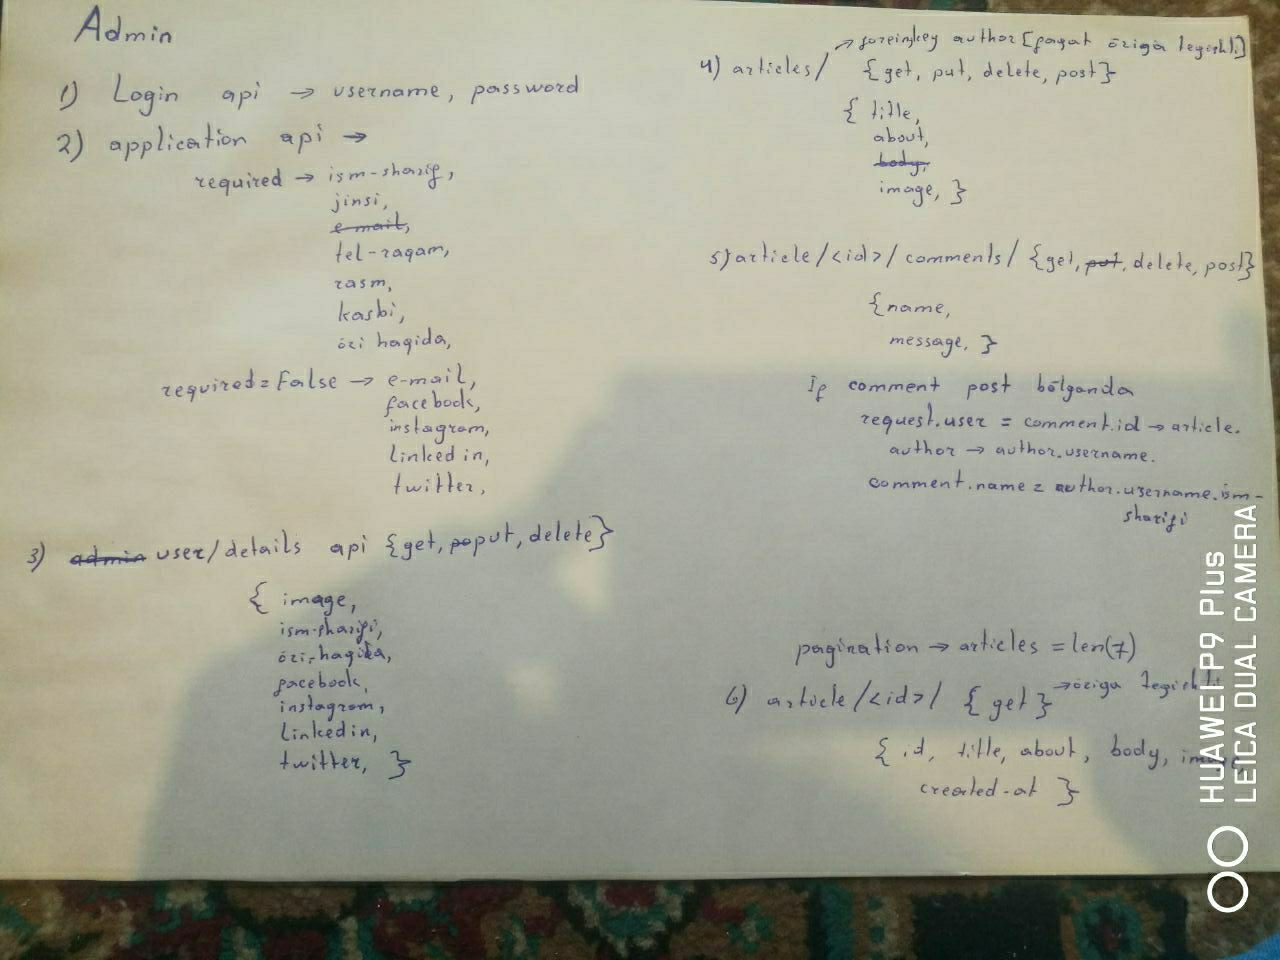 Admin
1) Login api → username, password
2) application api →
required → ism-sharif,
jinsi,
e-mail,
tel-raqam,
rasm,
kasbi,
özi haqida,
required=False → e-mail,
facebook,
instagram,
linked in,
twitter,
3) admin user/details api {get, poput, delete}
{ image,
ism-sharifi,
özi-haqida,
facebook,
instagram,
linkedin,
twitter, }
→ foreinkey author [faqat öziga tegishli]
4) articles/ {get, put, delete, post}
{ title,
about,
body,
image, }
5) article/<id>/comments/ {get, put, delete, post}
{name,
message, }
If comment post bölganda
request.user = comment.id → article.
author → author.username.
comment.name = author.username.ism-
sharifi
pagination → articles = len(7)
6) article/<id>/ { get } → öziga tegishli
{ id, title, about, body, image,
created-at }
HUAWEI P9 Plus
LEICA DUAL CAMERA